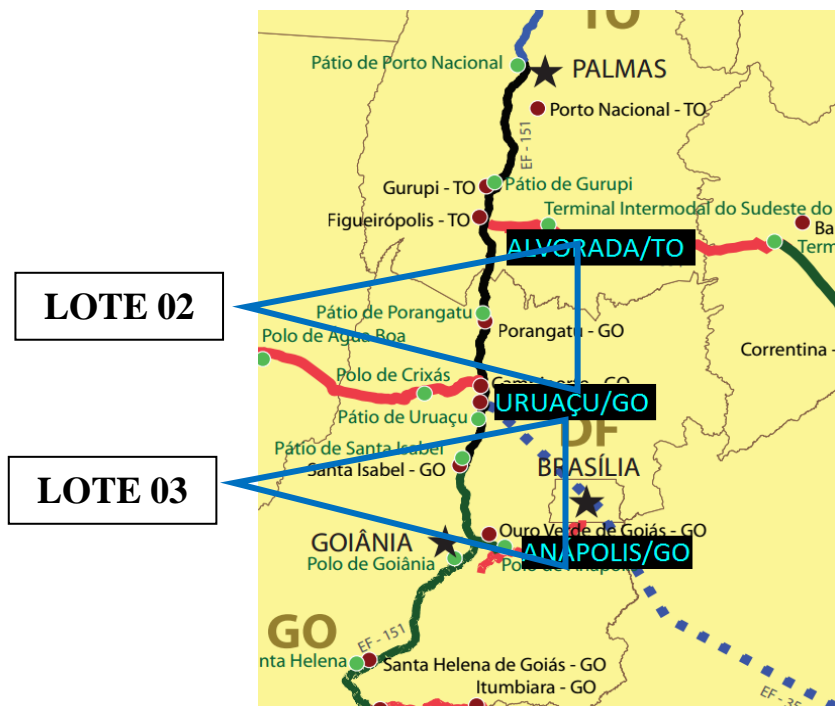 TO
Pátio de Porto Nacional
PALMAS
Porto Nacional - TO
EF - 151
Gurupi - TO
Pátio de Gurupi
Figueirópolis - TO
Terminal Intermodal do Sudeste do
Ba
ALVORADA/TO
Term
LOTE 02
Pátio de Porangatu
Porangatu - GO
Polo de Água Boa
Correntina -
Polo de Crixás
URUAÇU/GO
Pátio de Uruaçu
DF
Pátio de Santa Isabel
BRASÍLIA
Santa Isabel - GO
LOTE 03
Ouro Verde de Goiás - GO
GOIÂNIA
ANÁPOLIS/GO
Polo de Goiânia
GO
EF - 151
nta Helena
Santa Helena de Goiás - GO
Itumbiara - GO